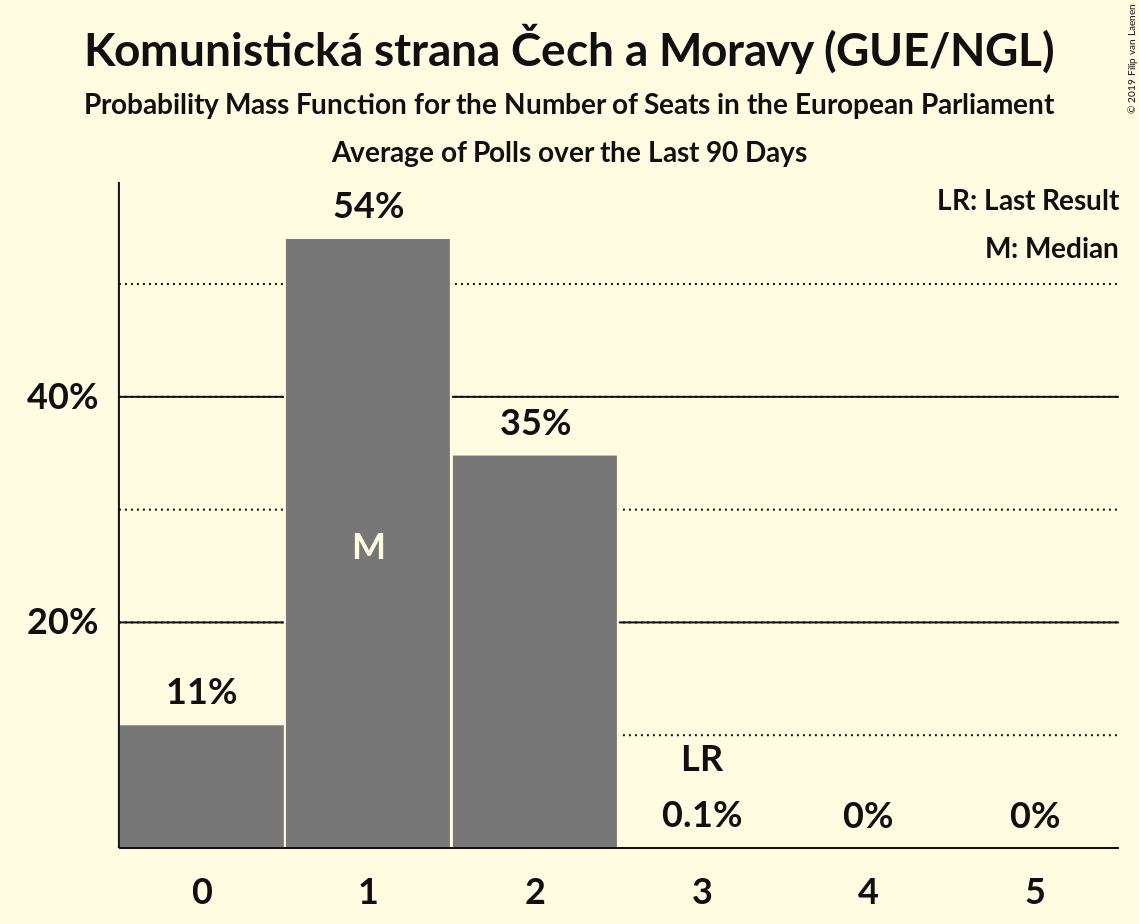 Komunistická strana Čech a Moravy (GUE/NGL)
Probability Mass Function for the Number of Seats in the European Parliament
Average of Polls over the Last 90 Days
© 2019 Filip van Laenen
LR: Last Result
M: Median
54%
40%
35%
M
20%
11%
LR
0.1%
0%
0%
0
1
2
3
4
5